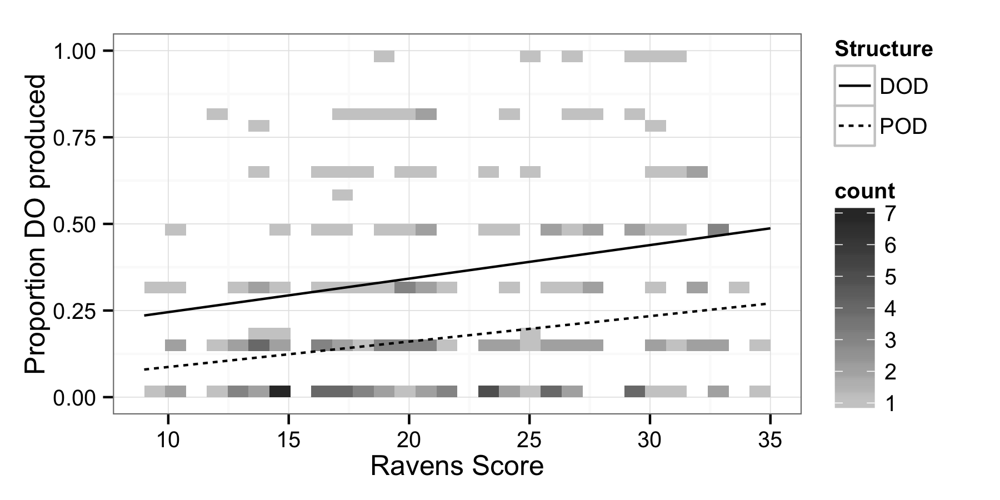 Proportion DO produced
1.00
0.75
0.50
0.25
0.00
10 15 20 25 30 35
Ravens Score
Structure
DOD
POD
count
7
6
5
4
3
2
1